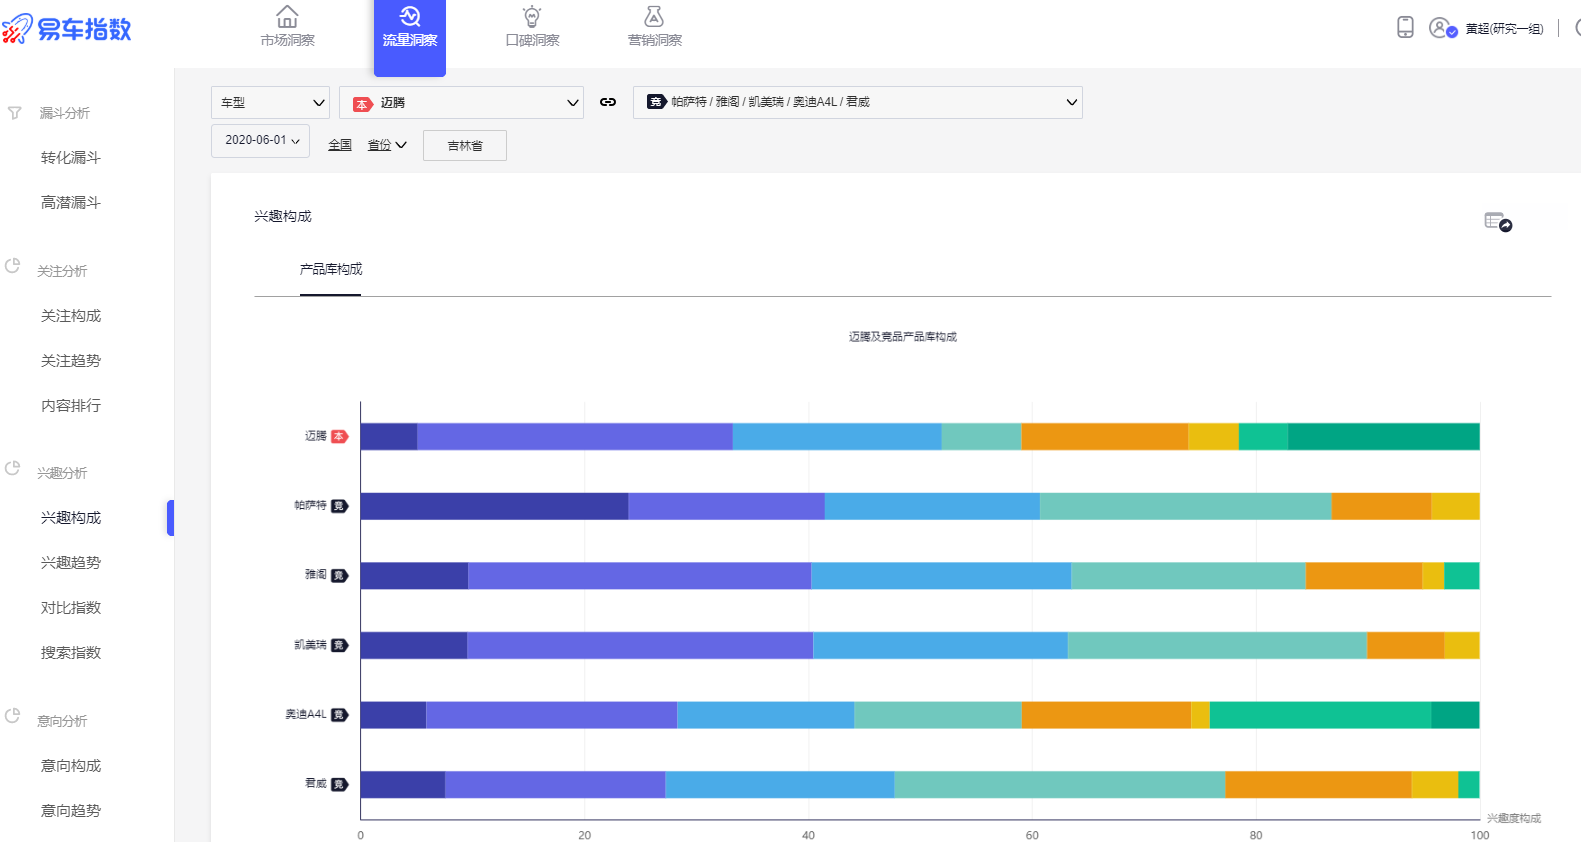 易车指数
市场洞察
流量洞察
口碑洞察
营销洞察
黄超(研究一组)
漏斗分析
转化漏斗
高潜漏斗
关注分析
关注构成
关注趋势
内容排行
兴趣分析
兴趣构成
兴趣趋势
对比指数
搜索指数
意向分析
意向构成
意向趋势
车型
本 迈腾
竞 帕萨特 / 雅阁 / 凯美瑞 / 奥迪A4L / 君威
2020-06-01
全国
省份
吉林省
兴趣构成
产品库构成
迈腾及竞品产品库构成
迈腾 本
帕萨特 竞
雅阁 竞
凯美瑞 竞
奥迪A4L 竞
君威 竞
兴趣度构成
0 20 40 60 80 100